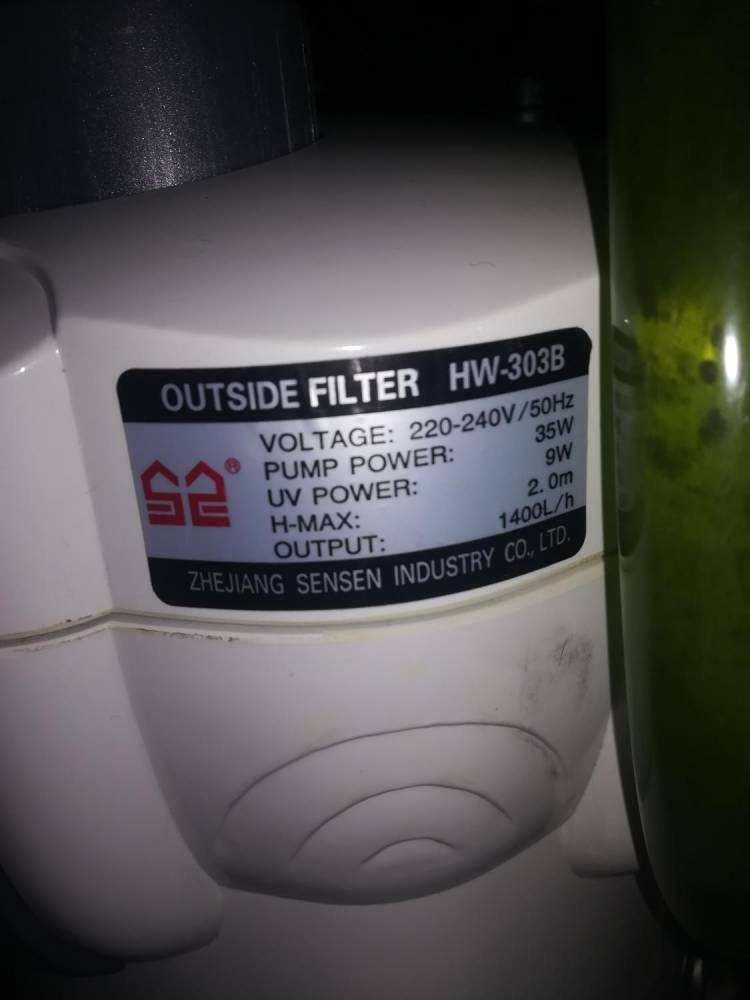 OUTSIDE FILTER HW-303B
VOLTAGE: 220-240V/50Hz
PUMP POWER: 35W
UV POWER: 9W
H-MAX: 2.0m
OUTPUT: 1400L/h
®
ZHEJIANG SENSEN INDUSTRY CO., LTD.